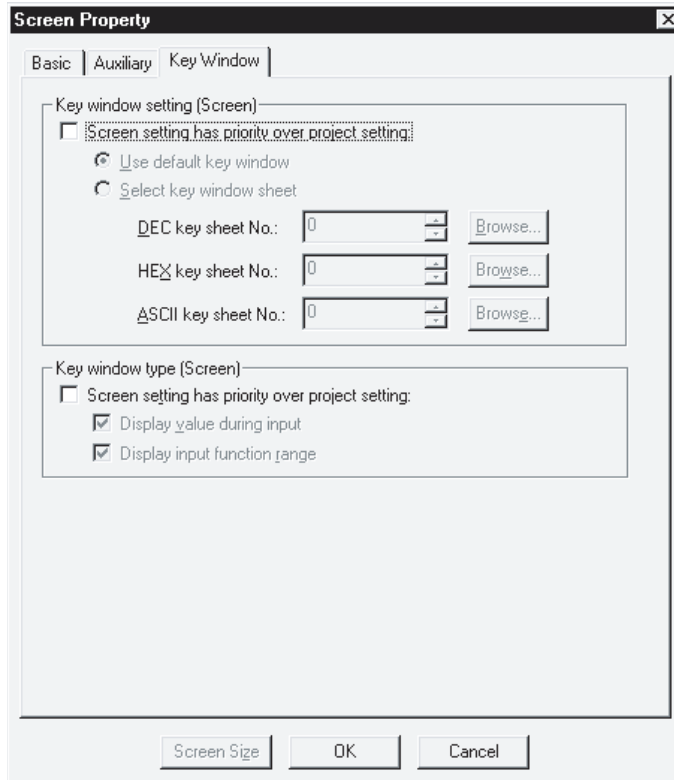 Screen Property
Basic Auxiliary Key Window
Key window setting (Screen)
Screen setting has priority over project setting:
Use default key window
Select key window sheet
DEC key sheet No.: 0 Browse...
HEX key sheet No.: 0 Browse...
ASCII key sheet No.: 0 Browse...
Key window type (Screen)
Screen setting has priority over project setting:
Display value during input
Display input function range
Screen Size OK Cancel